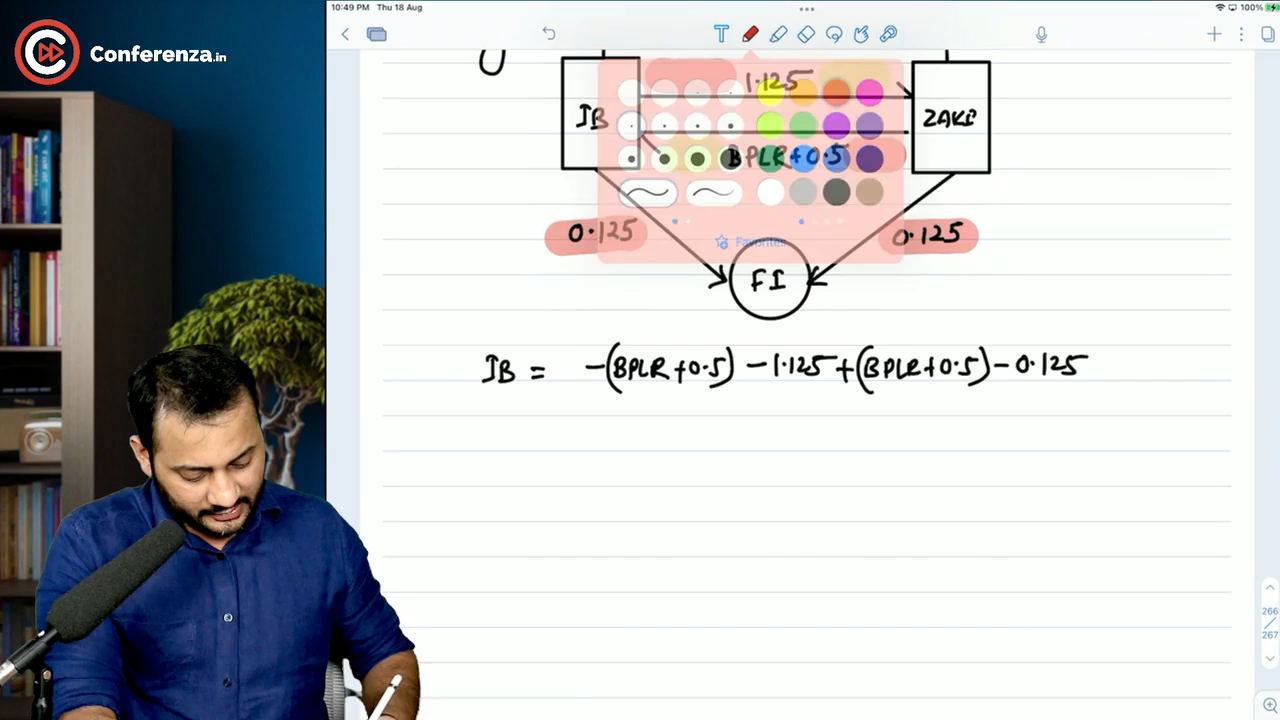 10:49 PM Thu 18 Aug
100%
Conferenza.in
T
1.125
IB
ZAKI
BPLR+0.5
0.125
Favorites
0.125
FI
IB = -(BPLR+0.5) -1.125+(BPLR+0.5)-0.125
266
267